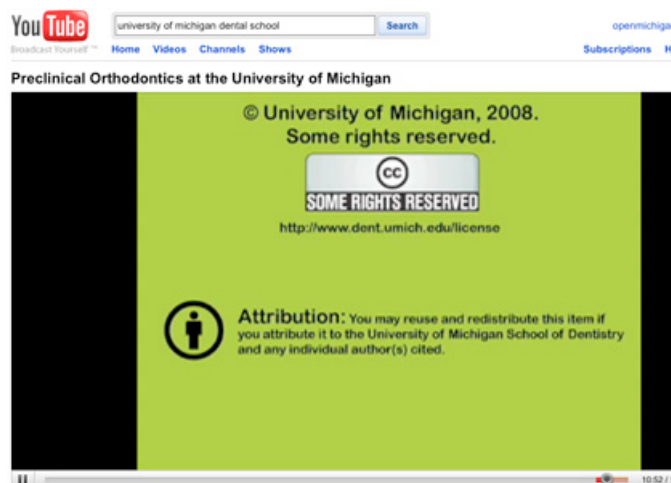 YouTube
university of michigan dental school
Search
openmichiga
Broadcast Yourself ™
Home Videos Channels Shows
Subscriptions H
Preclinical Orthodontics at the University of Michigan
© University of Michigan, 2008.
Some rights reserved.
cc
SOME RIGHTS RESERVED
http://www.dent.umich.edu/license
Attribution: You may reuse and redistribute this item if
you attribute it to the University of Michigan School of Dentistry
and any individual author(s) cited.
10:52 /